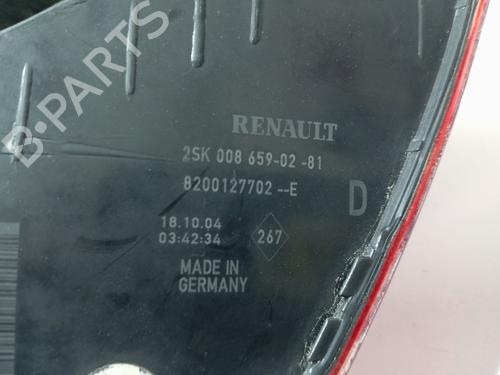 RENAULT
2SK 008 659-02-81
8200127702--E
D
18.10.04
03:42:34
267
MADE IN
GERMANY
B-PARTS